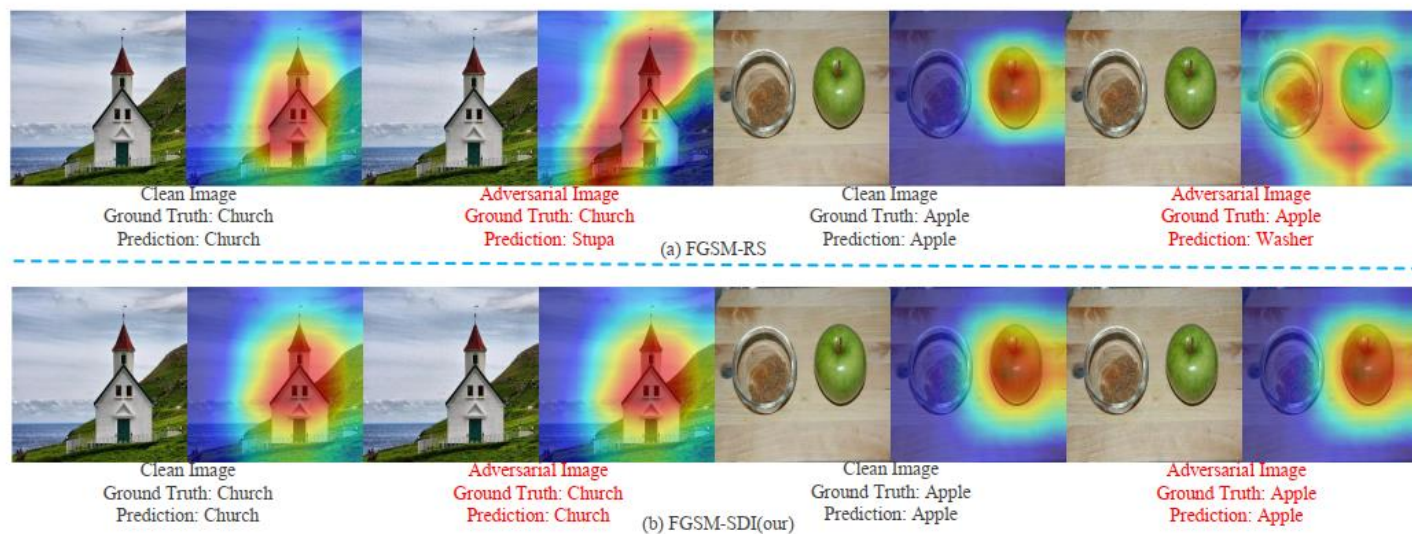 Clean Image
Ground Truth: Church
Prediction: Church
Adversarial Image
Ground Truth: Church
Prediction: Stupa
Clean Image
Ground Truth: Apple
Prediction: Apple
Adversarial Image
Ground Truth: Apple
Prediction: Washer
(a) FGSM-RS
Clean Image
Ground Truth: Church
Prediction: Church
Adversarial Image
Ground Truth: Church
Prediction: Church
Clean Image
Ground Truth: Apple
Prediction: Apple
Adversarial Image
Ground Truth: Apple
Prediction: Apple
(b) FGSM-SDI(our)